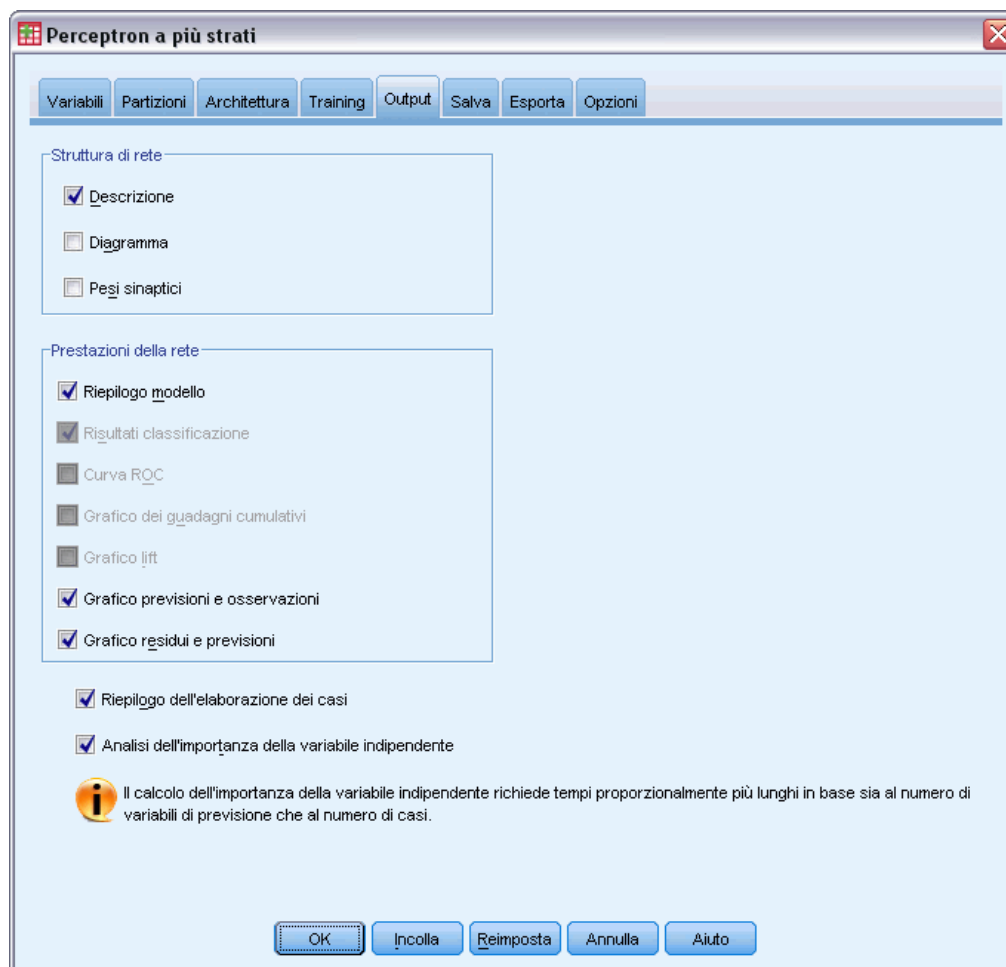 Perceptron a più strati
Variabili Partizioni Architettura Training Output Salva Esporta Opzioni
Struttura di rete
Descrizione
Diagramma
Pesi sinaptici
Prestazioni della rete
Riepilogo modello
Risultati classificazione
Curva ROC
Grafico dei guadagni cumulativi
Grafico lift
Grafico previsioni e osservazioni
Grafico residui e previsioni
Riepilogo dell'elaborazione dei casi
Analisi dell'importanza della variabile indipendente
Il calcolo dell'importanza della variabile indipendente richiede tempi proporzionalmente più lunghi in base sia al numero di
variabili di previsione che al numero di casi.
OK Incolla Reimposta Annulla Aiuto